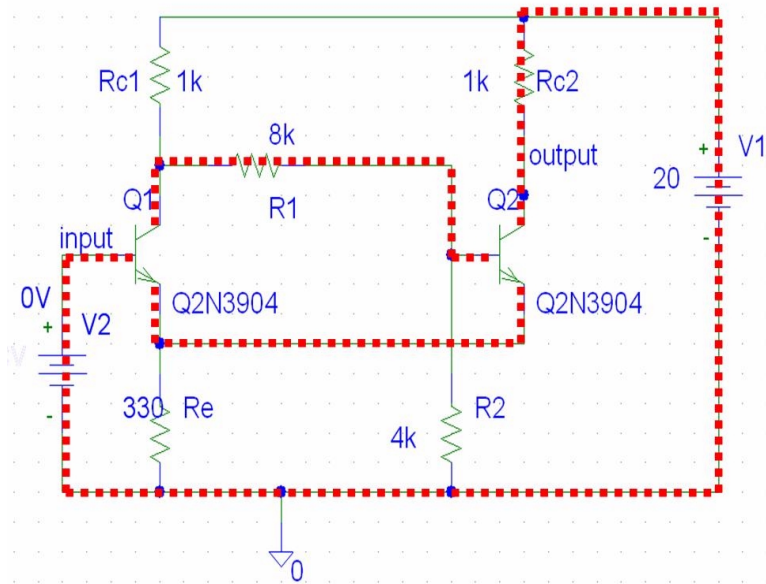 Rc1 1k
1k Rc2
8k
output
V1
+
20
Q1
R1
Q2
input
-
Q2N3904
Q2N3904
0V
+
V2
330 Re
R2
-
4k
0